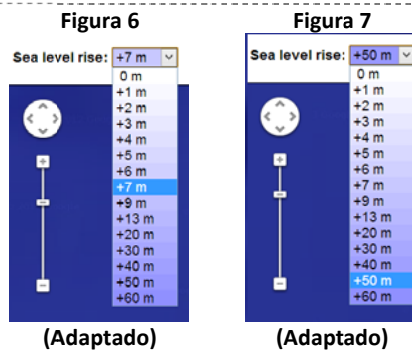 Figura 6
Sea level rise: +7 m
0 m
+1 m
+2 m
+3 m
+4 m
+5 m
+6 m
+7 m
+9 m
+13 m
+20 m
+30 m
+40 m
+50 m
+60 m
(Adaptado)
Figura 7
Sea level rise: +50 m
0 m
+1 m
+2 m
+3 m
+4 m
+5 m
+6 m
+7 m
+9 m
+13 m
+20 m
+30 m
+40 m
+50 m
+60 m
(Adaptado)